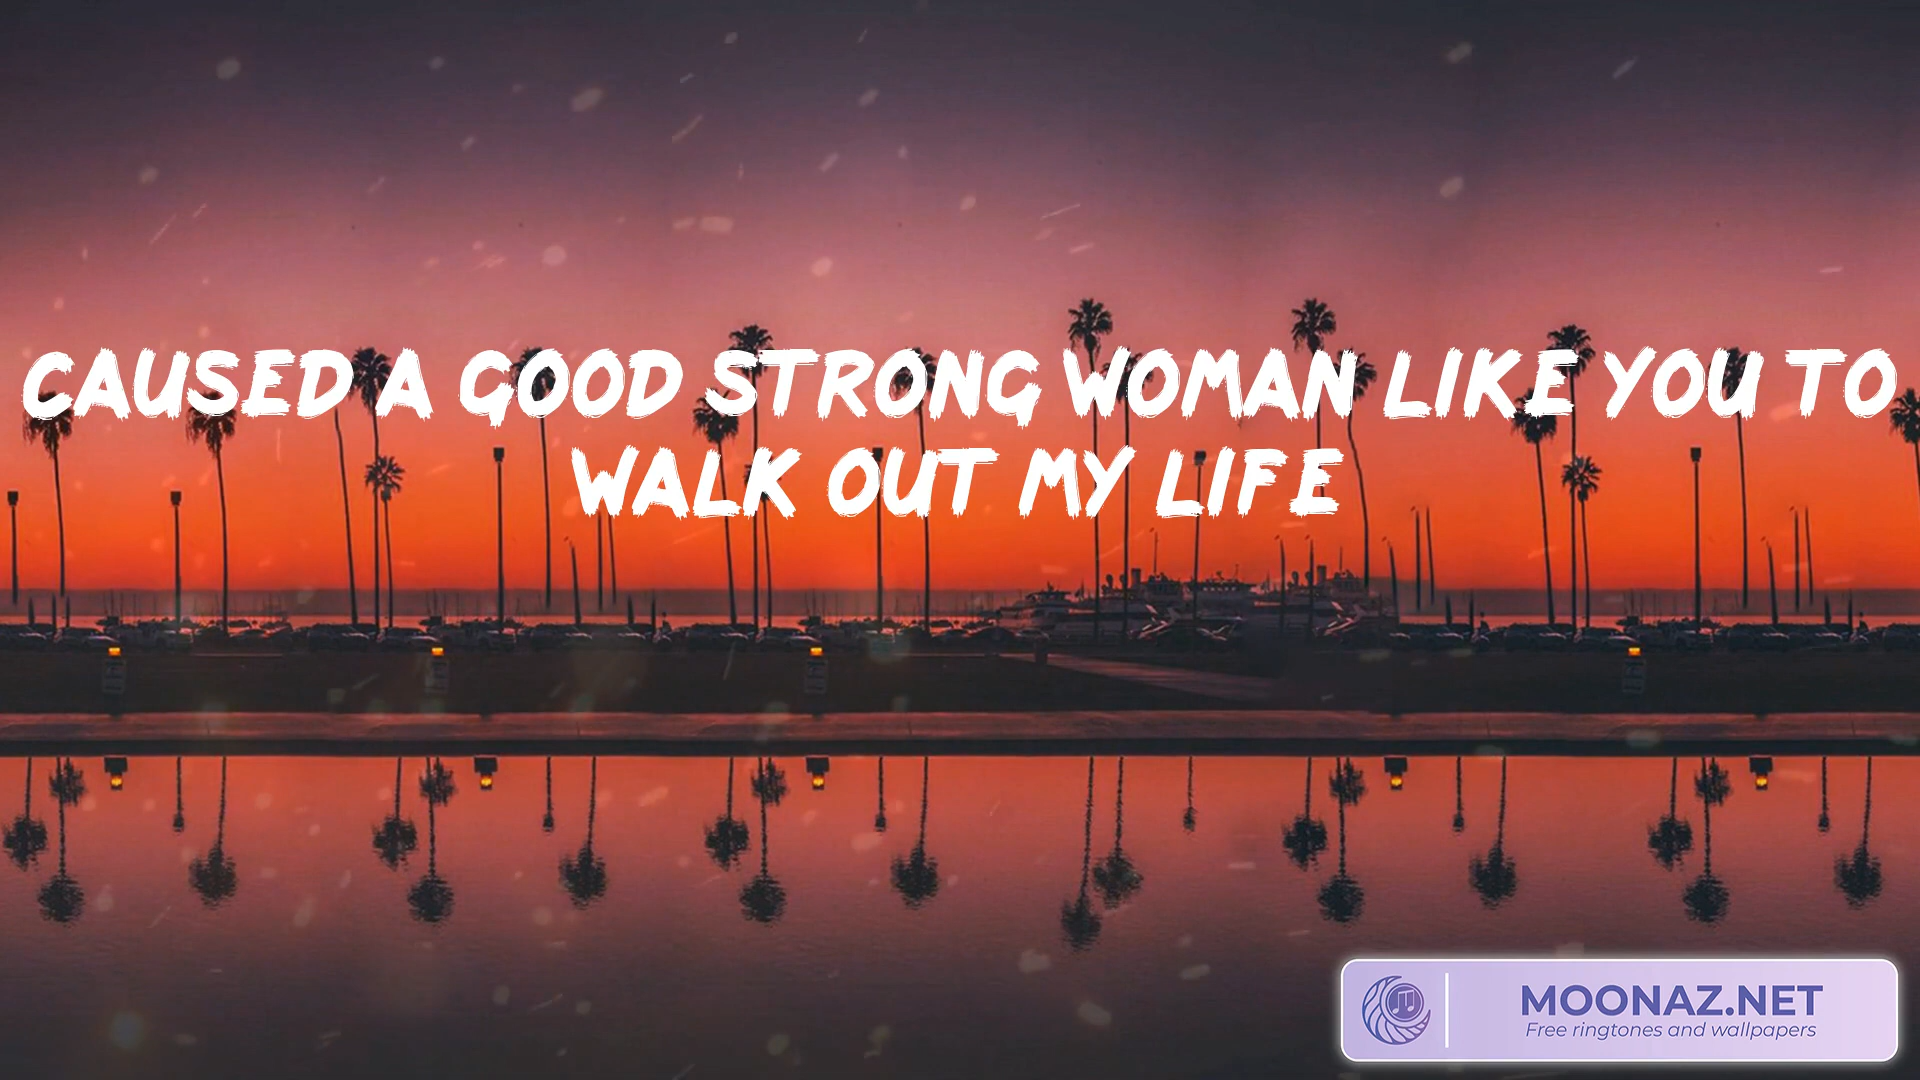 CAUSED A GOOD STRONG WOMAN LIKE YOU TO
WALK OUT MY LIFE
MOONAZ.NET
Free ringtones and wallpapers